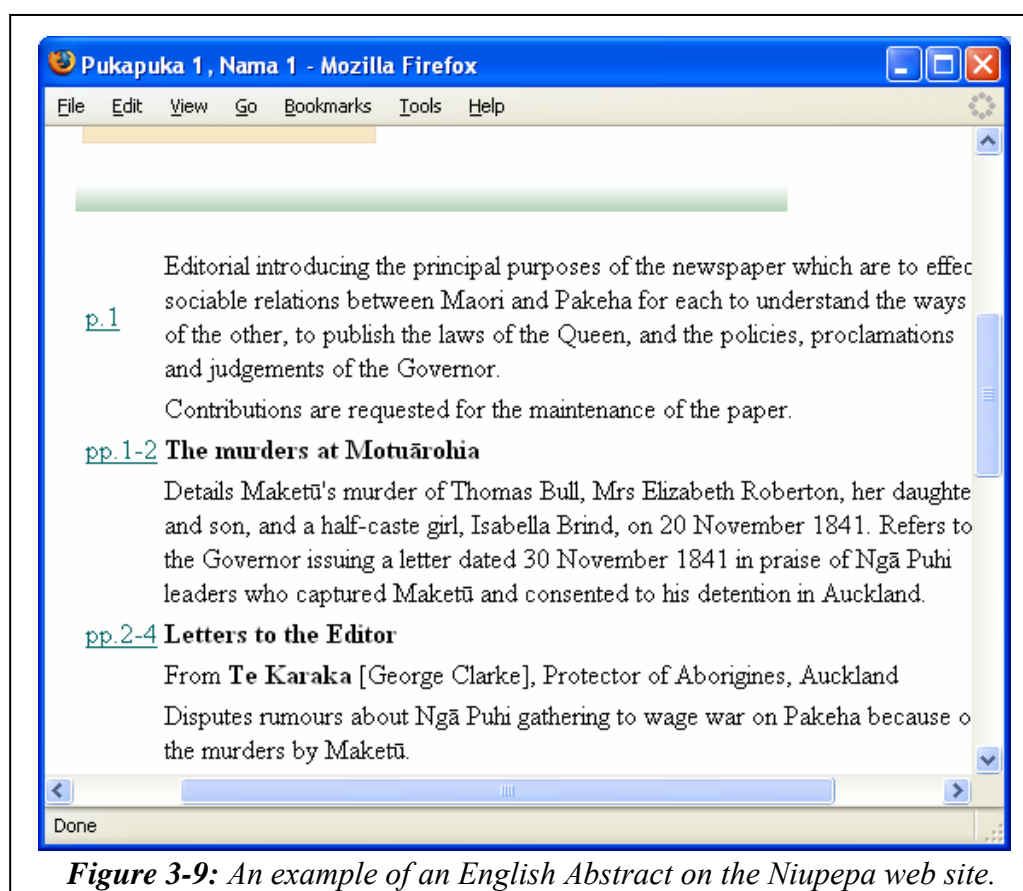 Pukapuka 1, Nama 1 - Mozilla Firefox
File Edit View Go Bookmarks Tools Help
Editorial introducing the principal purposes of the newspaper which are to effec
p.1 sociable relations between Maori and Pakeha for each to understand the ways
of the other, to publish the laws of the Queen, and the policies, proclamations
and judgements of the Governor.
Contributions are requested for the maintenance of the paper.
pp.1-2 The murders at Motuārohia
Details Maketū's murder of Thomas Bull, Mrs Elizabeth Roberton, her daughte
and son, and a half-caste girl, Isabella Brind, on 20 November 1841. Refers to
the Governor issuing a letter dated 30 November 1841 in praise of Ngā Puhi
leaders who captured Maketū and consented to his detention in Auckland.
pp.2-4 Letters to the Editor
From Te Karaka [George Clarke], Protector of Aborigines, Auckland
Disputes rumours about Ngā Puhi gathering to wage war on Pakeha because o
the murders by Maketū.
Done
Figure 3-9: An example of an English Abstract on the Niupepa web site.